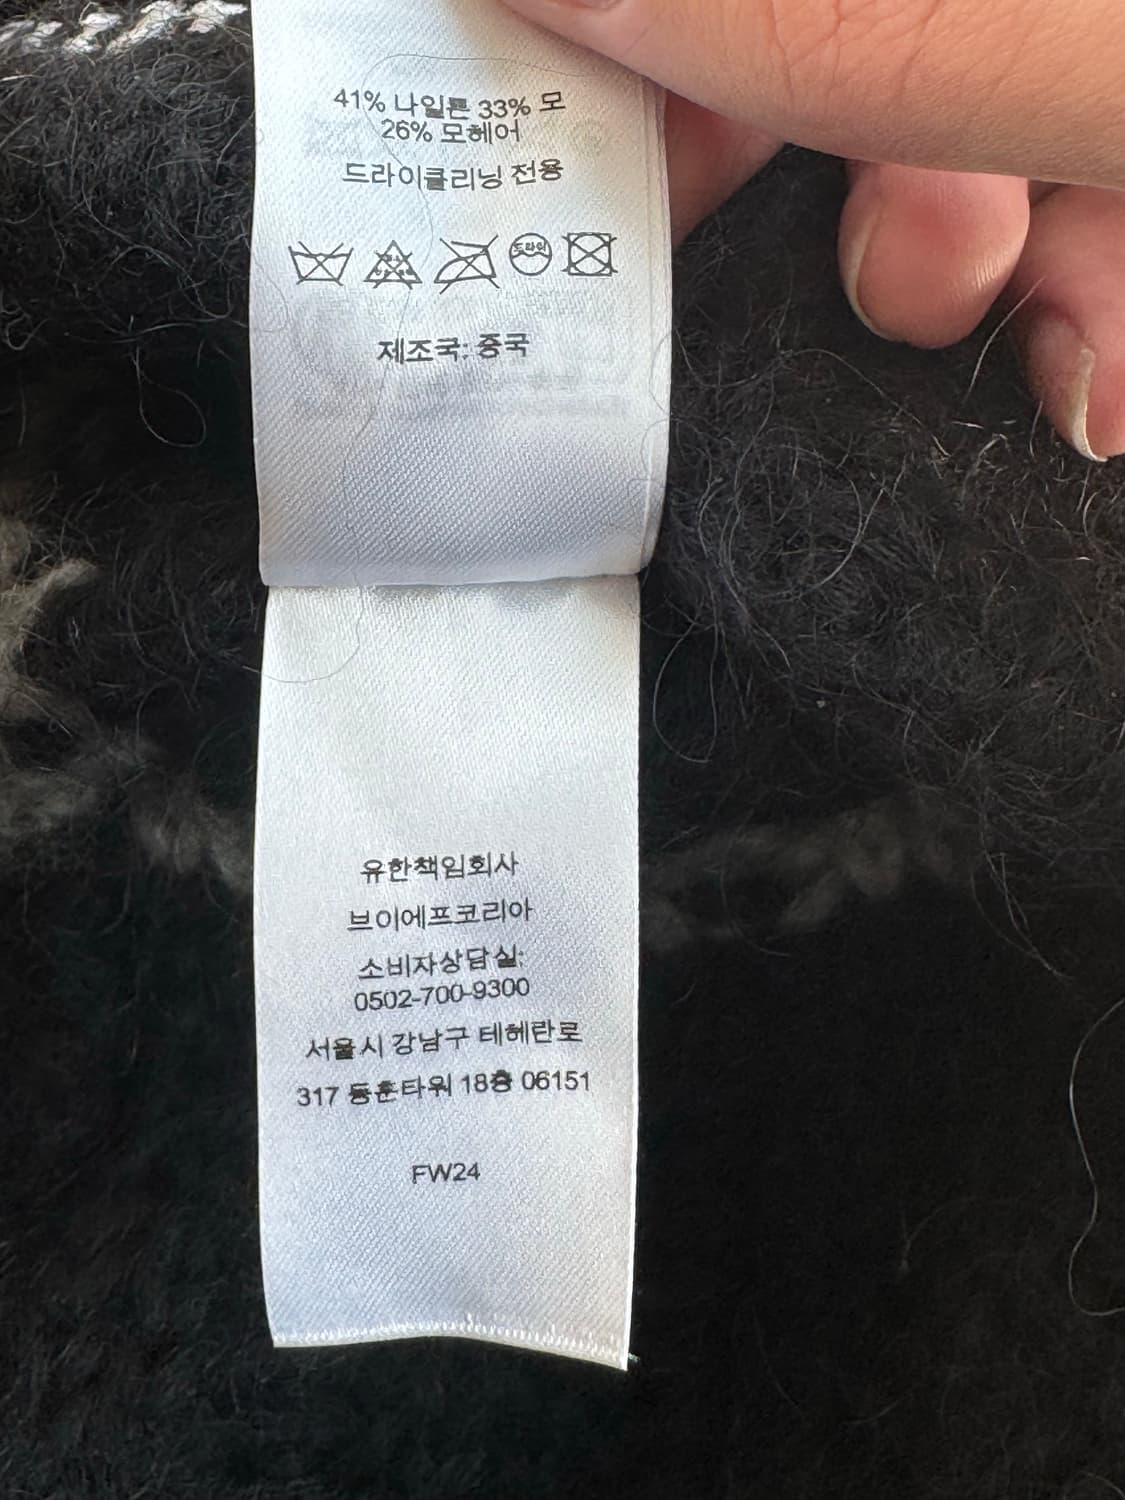 41% 나일론 33% 모
26% 모헤어
드라이클리닝 전용
드라이
제조국: 중국
유한책임회사
브이에프코리아
소비자상담실:
0502-700-9300
서울시 강남구 테헤란로
317 동훈타워 18층 06151
FW24